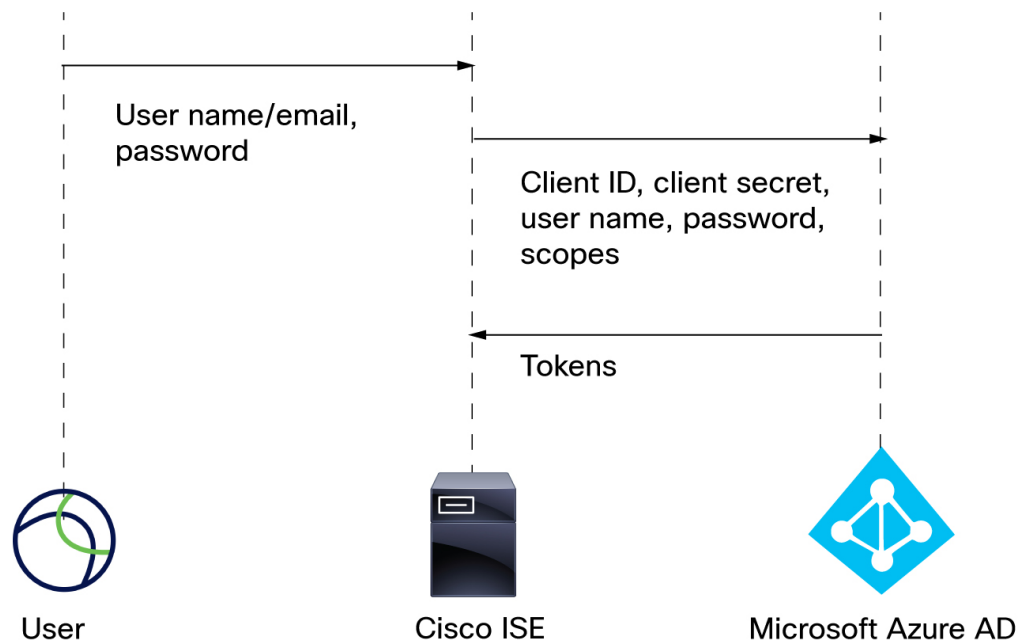 User name/email,
password
Client ID, client secret,
user name, password,
scopes
Tokens
User
Cisco ISE
Microsoft Azure AD